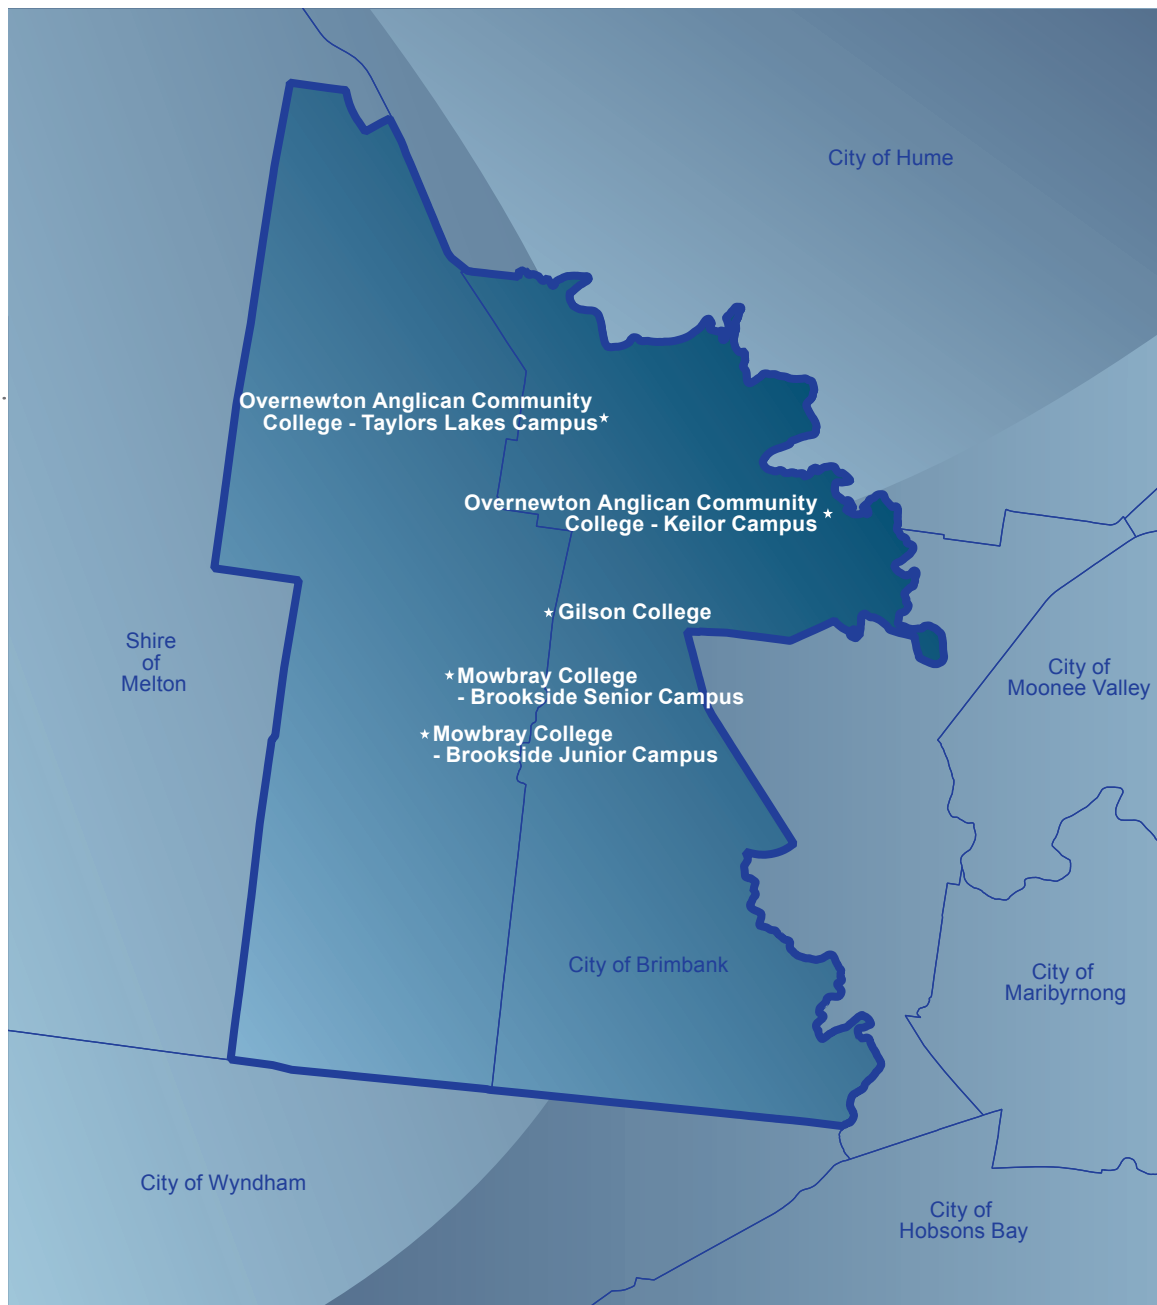 City of Hume
Overnewton Anglican Community
College - Taylors Lakes Campus
Overnewton Anglican Community
College - Keilor Campus
Gilson College
Shire
of
Melton
Mowbray College
- Brookside Senior Campus
City of
Moonee Valley
Mowbray College
- Brookside Junior Campus
City of Brimbank
City of
Maribyrnong
City of Wyndham
City of
Hobsons Bay